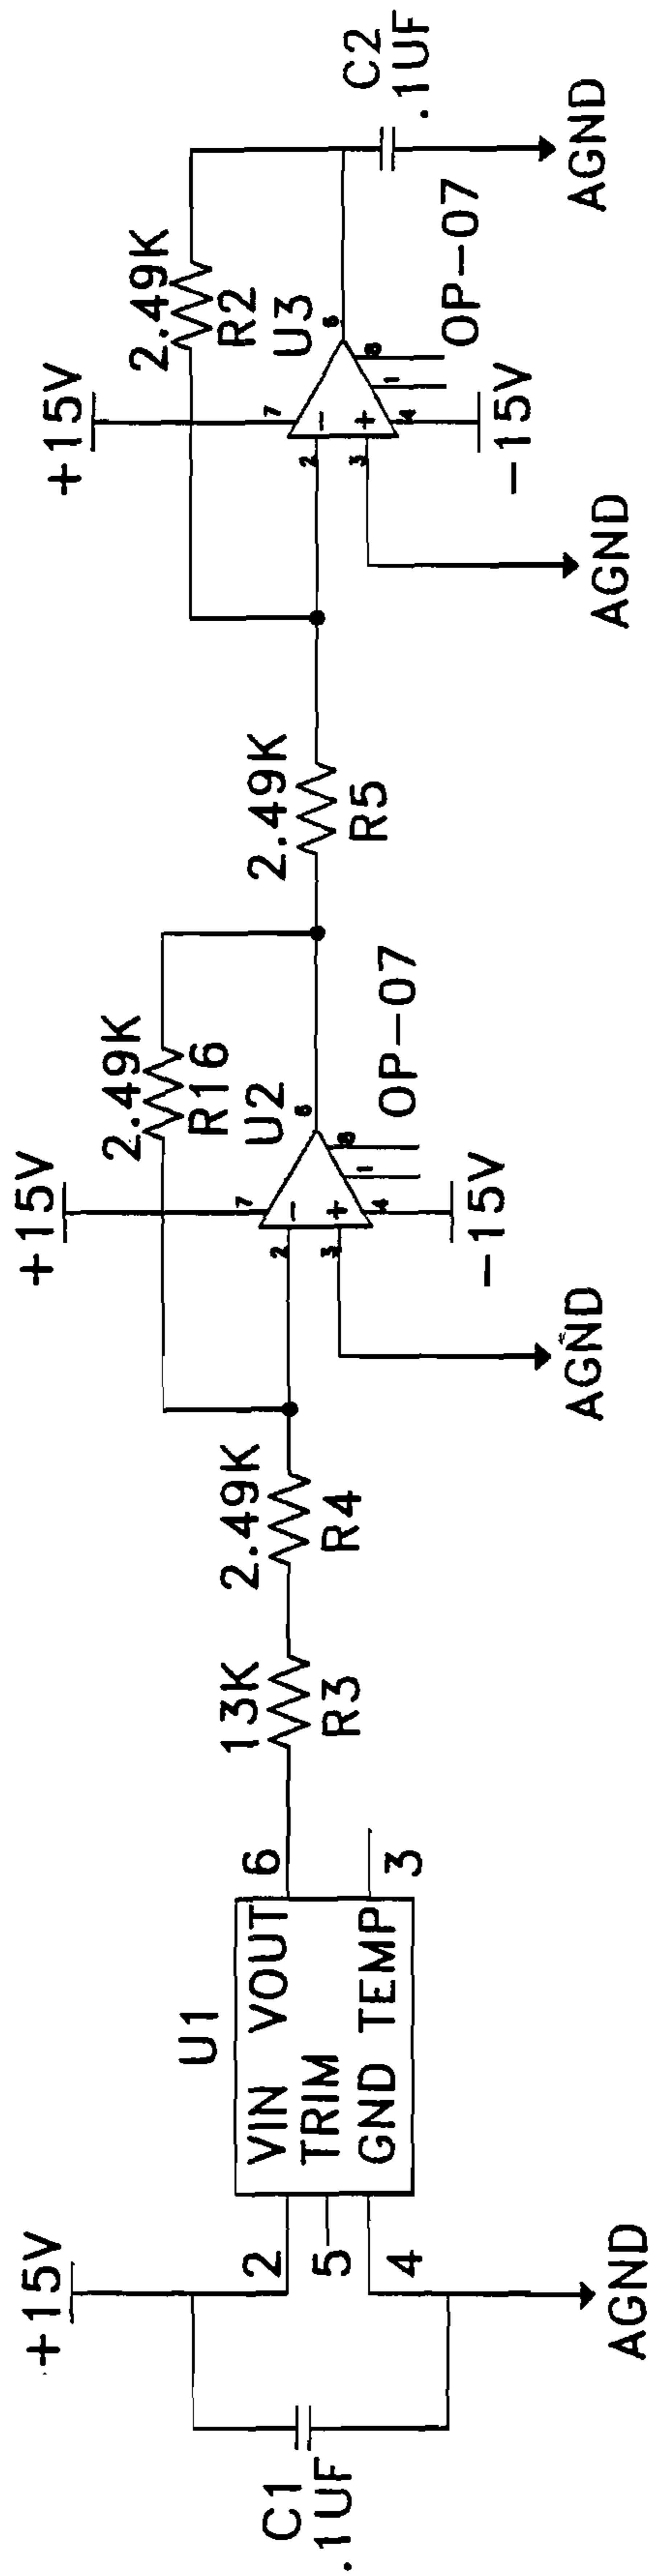 +15V
C1
.1UF
2
5
4
AGND
U1
VIN VOUT
TRIM
GND TEMP
6
3
13K
R3
2.49K
R4
AGND
+15V
2.49K
R16
U2
7
2
-
3
+
4
6
8
1
OP-07
-15V
2.49K
R5
AGND
+15V
2.49K
R2
U3
7
2
-
3
+
4
6
8
1
OP-07
-15V
C2
.1UF
AGND